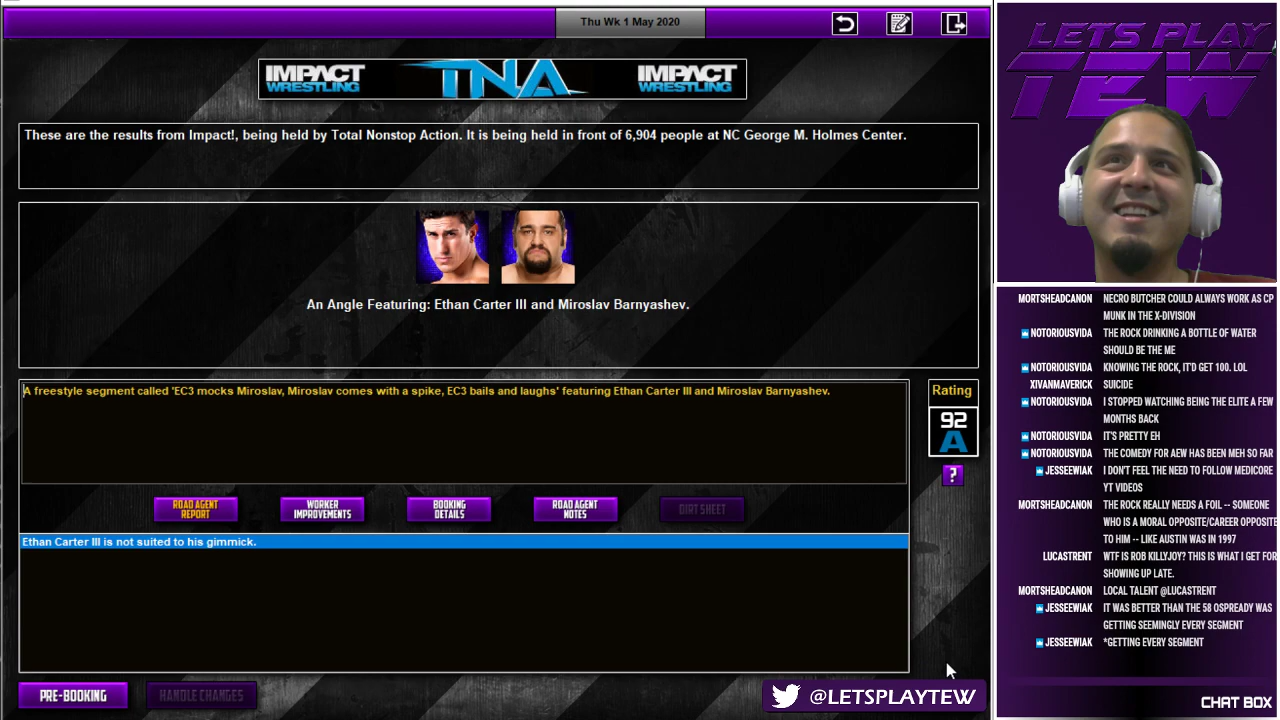 Thu Wk 1 May 2020
LETS PLAY
TEW
IMPACT
WRESTLING
TNA
IMPACT
WRESTLING
These are the results from Impact!, being held by Total Nonstop Action. It is being held in front of 6,904 people at NC George M. Holmes Center.
An Angle Featuring: Ethan Carter III and Miroslav Barnyashev.
A freestyle segment called 'EC3 mocks Miroslav, Miroslav comes with a spike, EC3 bails and laughs' featuring Ethan Carter III and Miroslav Barnyashev.
Rating
92
A
?
ROAD AGENT
REPORT
WORKER
IMPROVEMENTS
BOOKING
DETAILS
ROAD AGENT
NOTES
DIRT SHEET
Ethan Carter III is not suited to his gimmick.
PRE-BOOKING
HANDLE CHANGES
@LETSPLAYTEW
MORTSHEADCANON NECRO BUTCHER COULD ALWAYS WORK AS CP
MUNK IN THE X-DIVISION
NOTORIOUSVIDA THE ROCK DRINKING A BOTTLE OF WATER
SHOULD BE THE ME
NOTORIOUSVIDA KNOWING THE ROCK, IT'D GET 100. LOL
XIVANMAVERICK SUICIDE
NOTORIOUSVIDA I STOPPED WATCHING BEING THE ELITE A FEW
MONTHS BACK
NOTORIOUSVIDA IT'S PRETTY EH
NOTORIOUSVIDA THE COMEDY FOR AEW HAS BEEN MEH SO FAR
JESSEEWIAK I DON'T FEEL THE NEED TO FOLLOW MEDICORE
YT VIDEOS
MORTSHEADCANON THE ROCK REALLY NEEDS A FOIL -- SOMEONE
WHO IS A MORAL OPPOSITE/CAREER OPPOSITE
TO HIM -- LIKE AUSTIN WAS IN 1997
LUCASTRENT WTF IS ROB KILLYJOY? THIS IS WHAT I GET FOR
SHOWING UP LATE.
MORTSHEADCANON LOCAL TALENT @LUCASTRENT
JESSEEWIAK IT WAS BETTER THAN THE 58 OSPREADY WAS
GETTING SEEMINGLY EVERY SEGMENT
JESSEEWIAK *GETTING EVERY SEGMENT
CHAT BOX